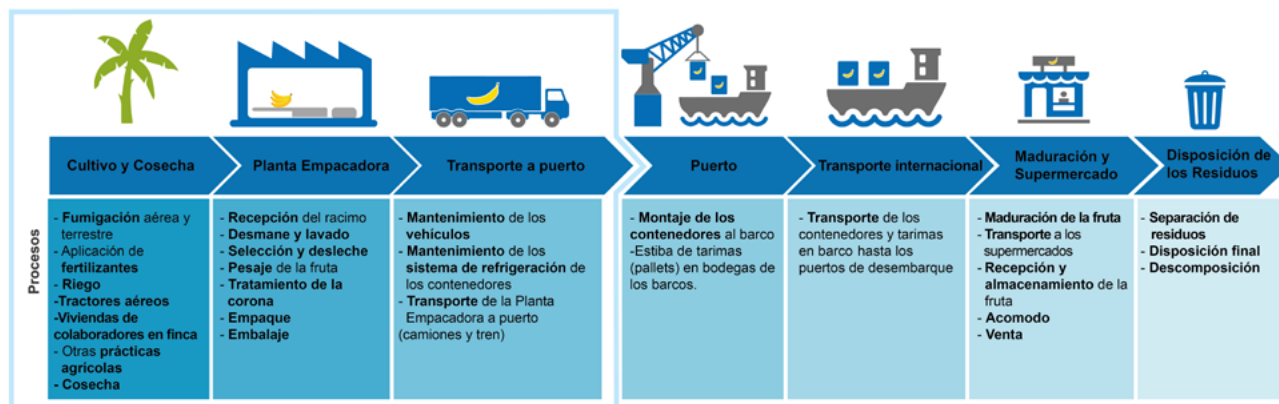 Procesos
Cultivo y Cosecha
- Fumigación aérea y
terrestre
- Aplicación de
fertilizantes
- Riego
-Tractores aéreos
-Viviendas de
colaboradores en finca
- Otras prácticas
agrícolas
- Cosecha
Planta Empacadora
- Recepción del racimo
- Desmane y lavado
- Selección y desleche
- Pesaje de la fruta
- Tratamiento de la
corona
- Empaque
- Embalaje
Transporte a puerto
- Mantenimiento de los
vehículos
- Mantenimiento de los
sistema de refrigeración de
los contenedores
- Transporte de la Planta
Empacadora a puerto
(camiones y tren)
Puerto
- Montaje de los
contenedores al barco
-Estiba de tarimas
(pallets) en bodegas de
los barcos.
Transporte internacional
- Transporte de los
contenedores y tarimas
en barco hasta los
puertos de desembarque
Maduración y
Supermercado
- Maduración de la fruta
- Transporte a los
supermercados
- Recepción y
almacenamiento de la
fruta
- Acomodo
- Venta
Disposición de
los Residuos
- Separación de
residuos
- Disposición final
- Descomposición